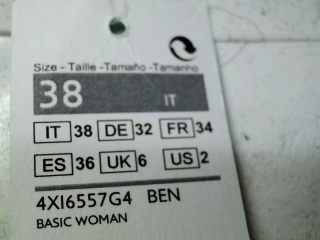 Size - Taille -Tamaño -Tamanho
38 IT
IT 38 DE 32 FR 34
ES 36 UK 6 US 2
4XI6557G4 BEN
BASIC WOMAN